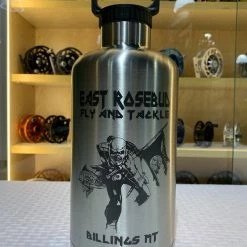 EAST ROSEBUD
FLY AND TACKLE
BILLINGS MT